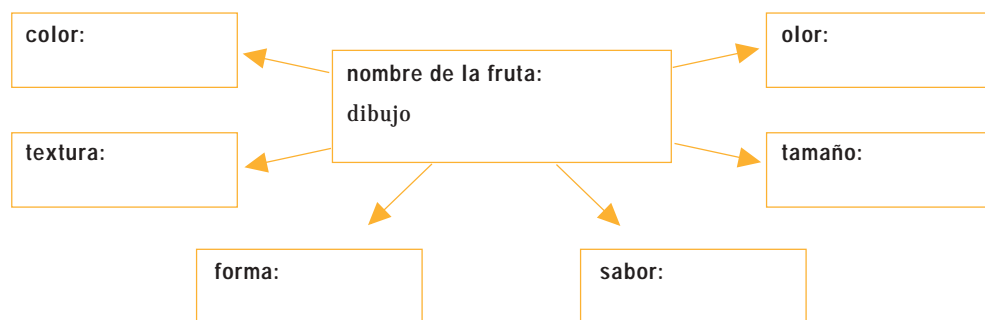 color:
olor:
nombre de la fruta:
dibujo
textura:
tamaño:
forma:
sabor: